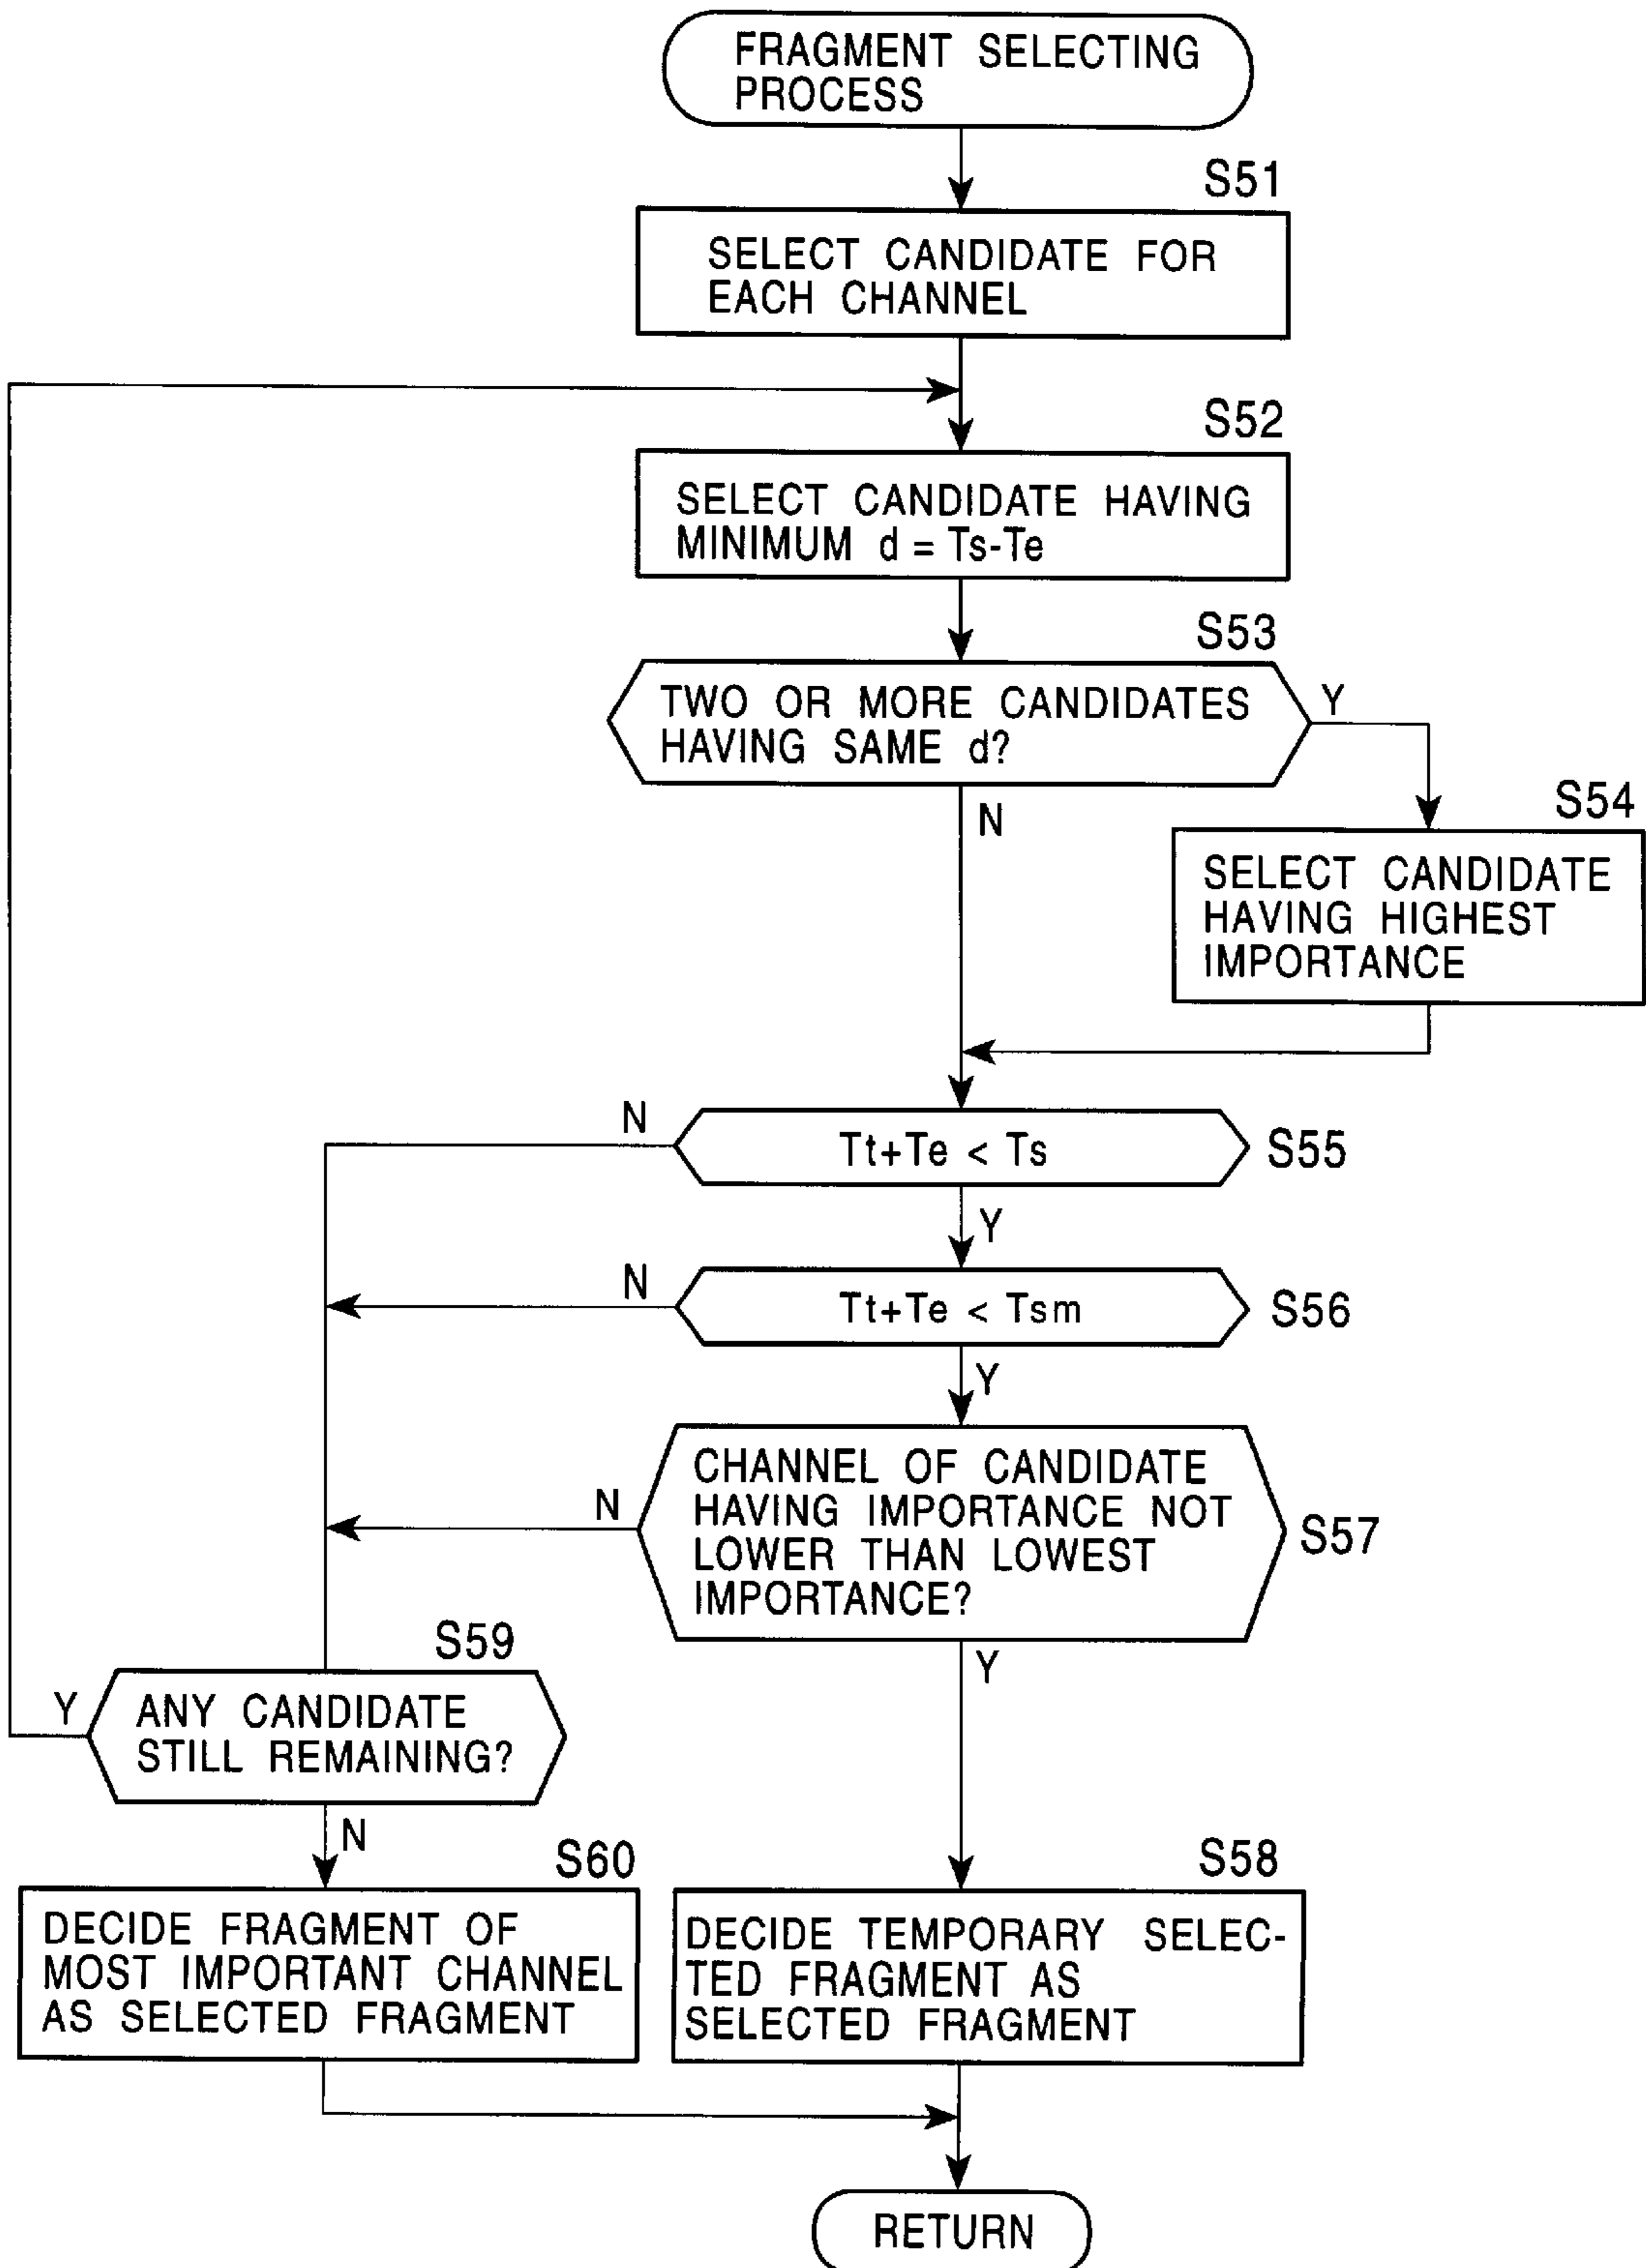 FRAGMENT SELECTING
PROCESS
S51
SELECT CANDIDATE FOR
EACH CHANNEL
S52
SELECT CANDIDATE HAVING
MINIMUM d = Ts-Te
S53
TWO OR MORE CANDIDATES
HAVING SAME d?
Y
N
S54
SELECT CANDIDATE
HAVING HIGHEST
IMPORTANCE
N
Tt+Te < Ts
S55
Y
N
Tt+Te < Tsm
S56
Y
N
CHANNEL OF CANDIDATE
HAVING IMPORTANCE NOT
LOWER THAN LOWEST
IMPORTANCE?
S57
Y
S59
Y
ANY CANDIDATE
STILL REMAINING?
N
S60
DECIDE FRAGMENT OF
MOST IMPORTANT CHANNEL
AS SELECTED FRAGMENT
S58
DECIDE TEMPORARY SELEC-
TED FRAGMENT AS
SELECTED FRAGMENT
RETURN